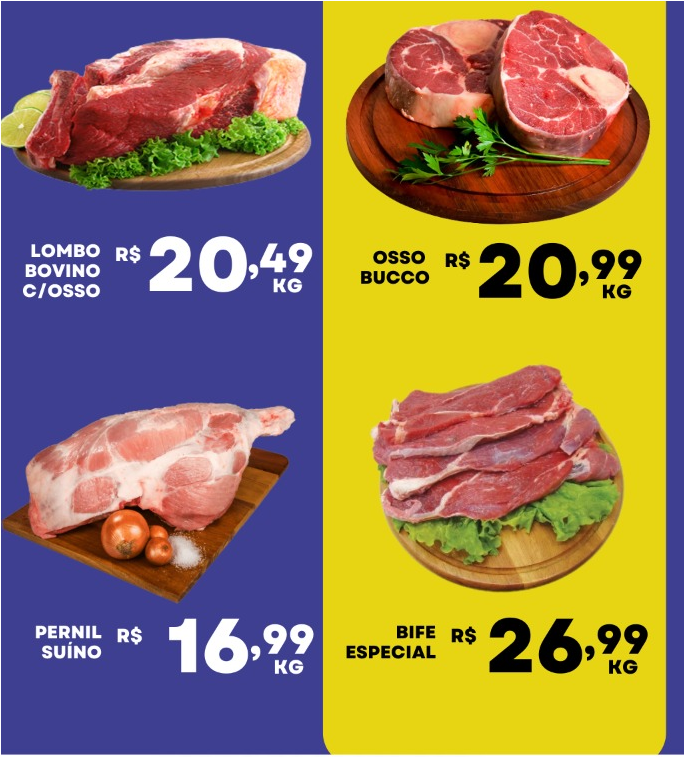 LOMBO
BOVINO
C/OSSO
R$ 20,49
KG
OSSO
BUCCO
R$ 20,99
KG
PERNIL
SUÍNO
R$ 16,99
KG
BIFE
ESPECIAL
R$ 26,99
KG